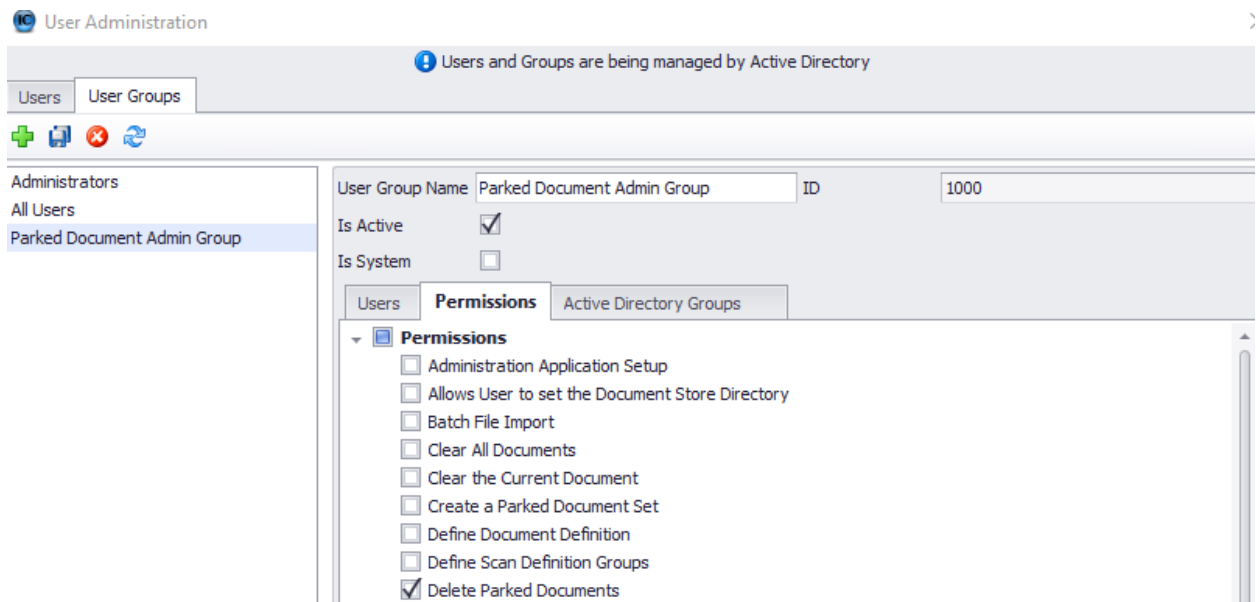 IC User Administration
Users and Groups are being managed by Active Directory
Users User Groups
Administrators
All Users
Parked Document Admin Group
User Group Name Parked Document Admin Group ID 1000
Is Active
Is System
Users Permissions Active Directory Groups
Permissions
Administration Application Setup
Allows User to set the Document Store Directory
Batch File Import
Clear All Documents
Clear the Current Document
Create a Parked Document Set
Define Document Definition
Define Scan Definition Groups
Delete Parked Documents